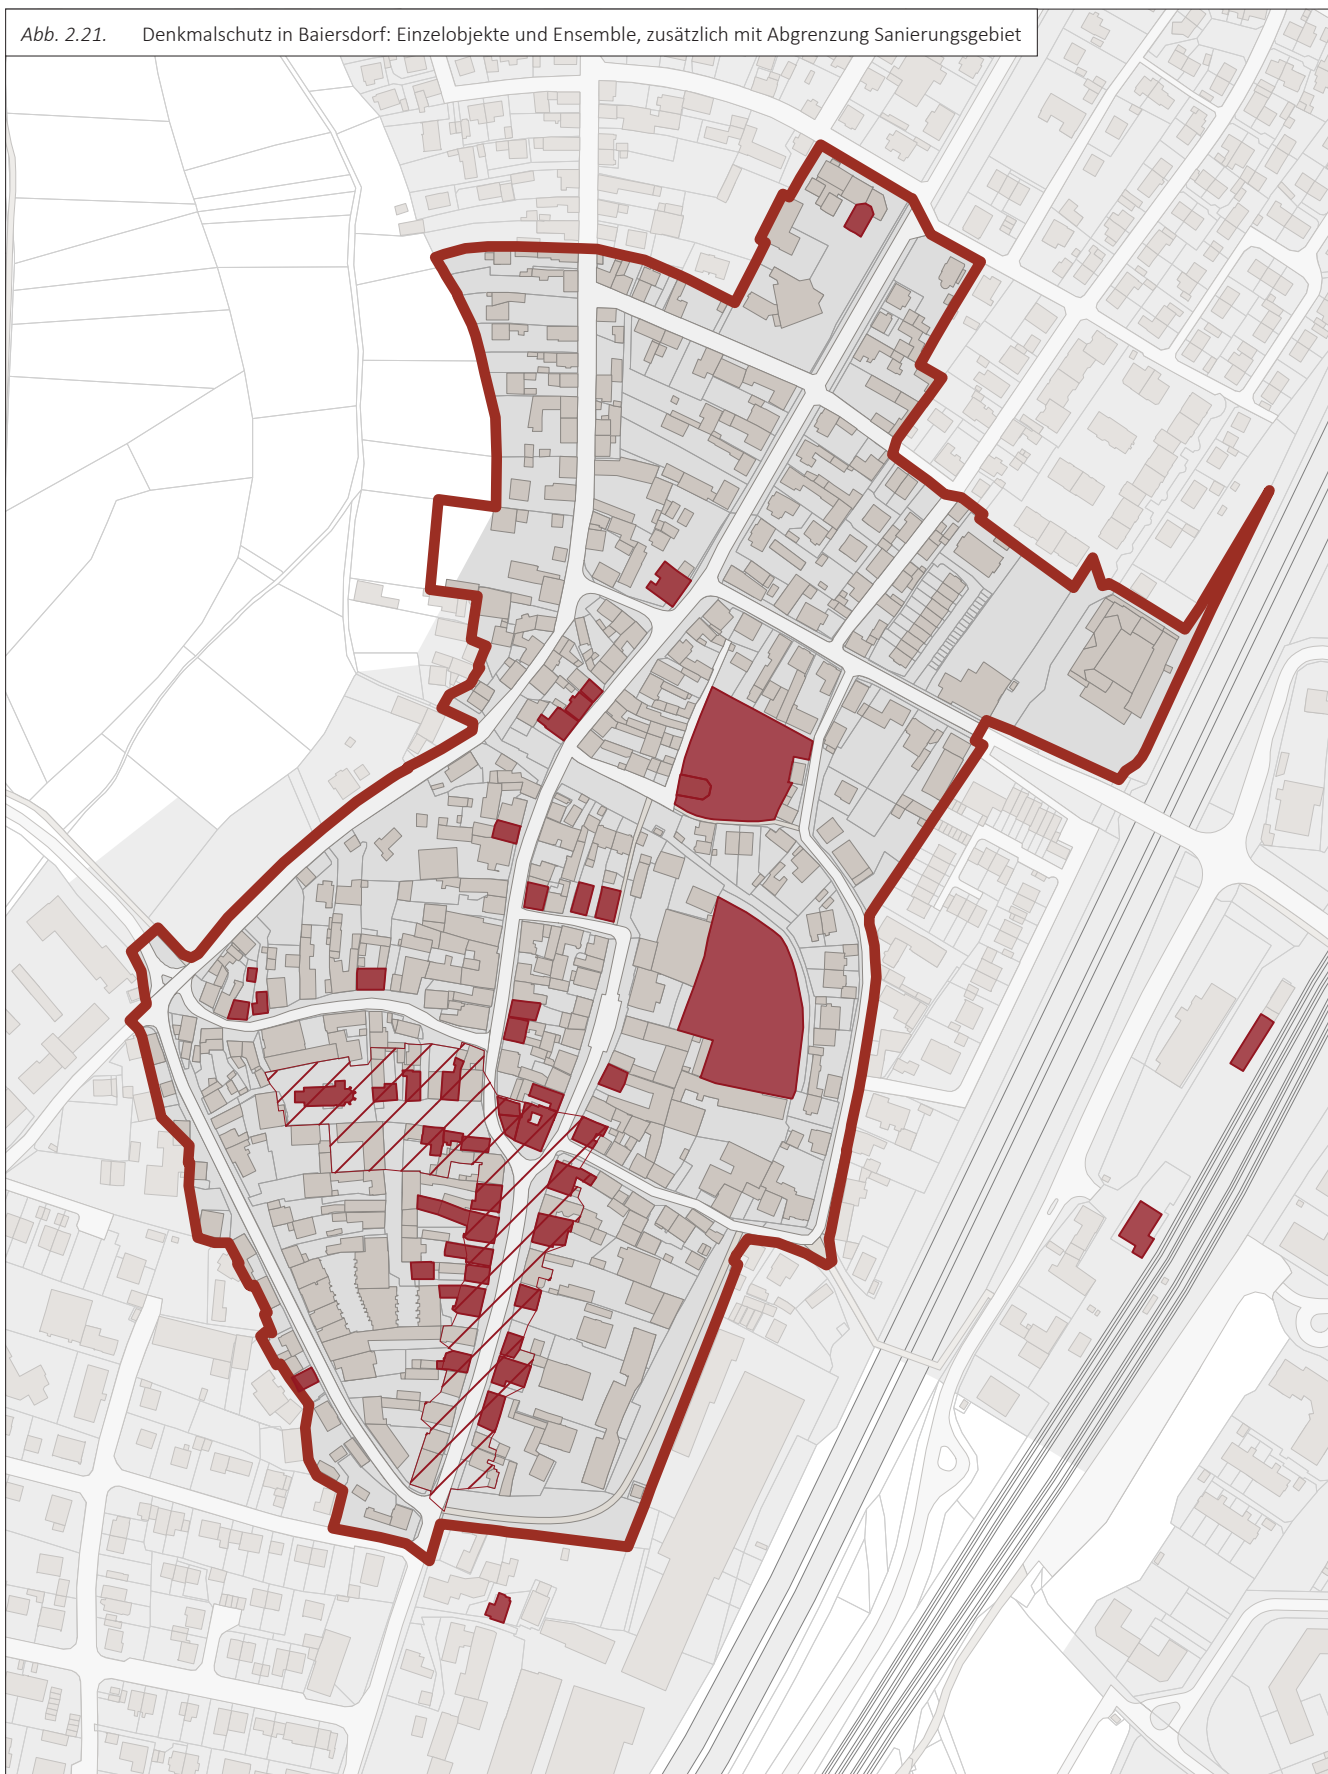 Abb. 2.21. Denkmalschutz in Baiersdorf: Einzelobjekte und Ensemble, zusätzlich mit Abgrenzung Sanierungsgebiet